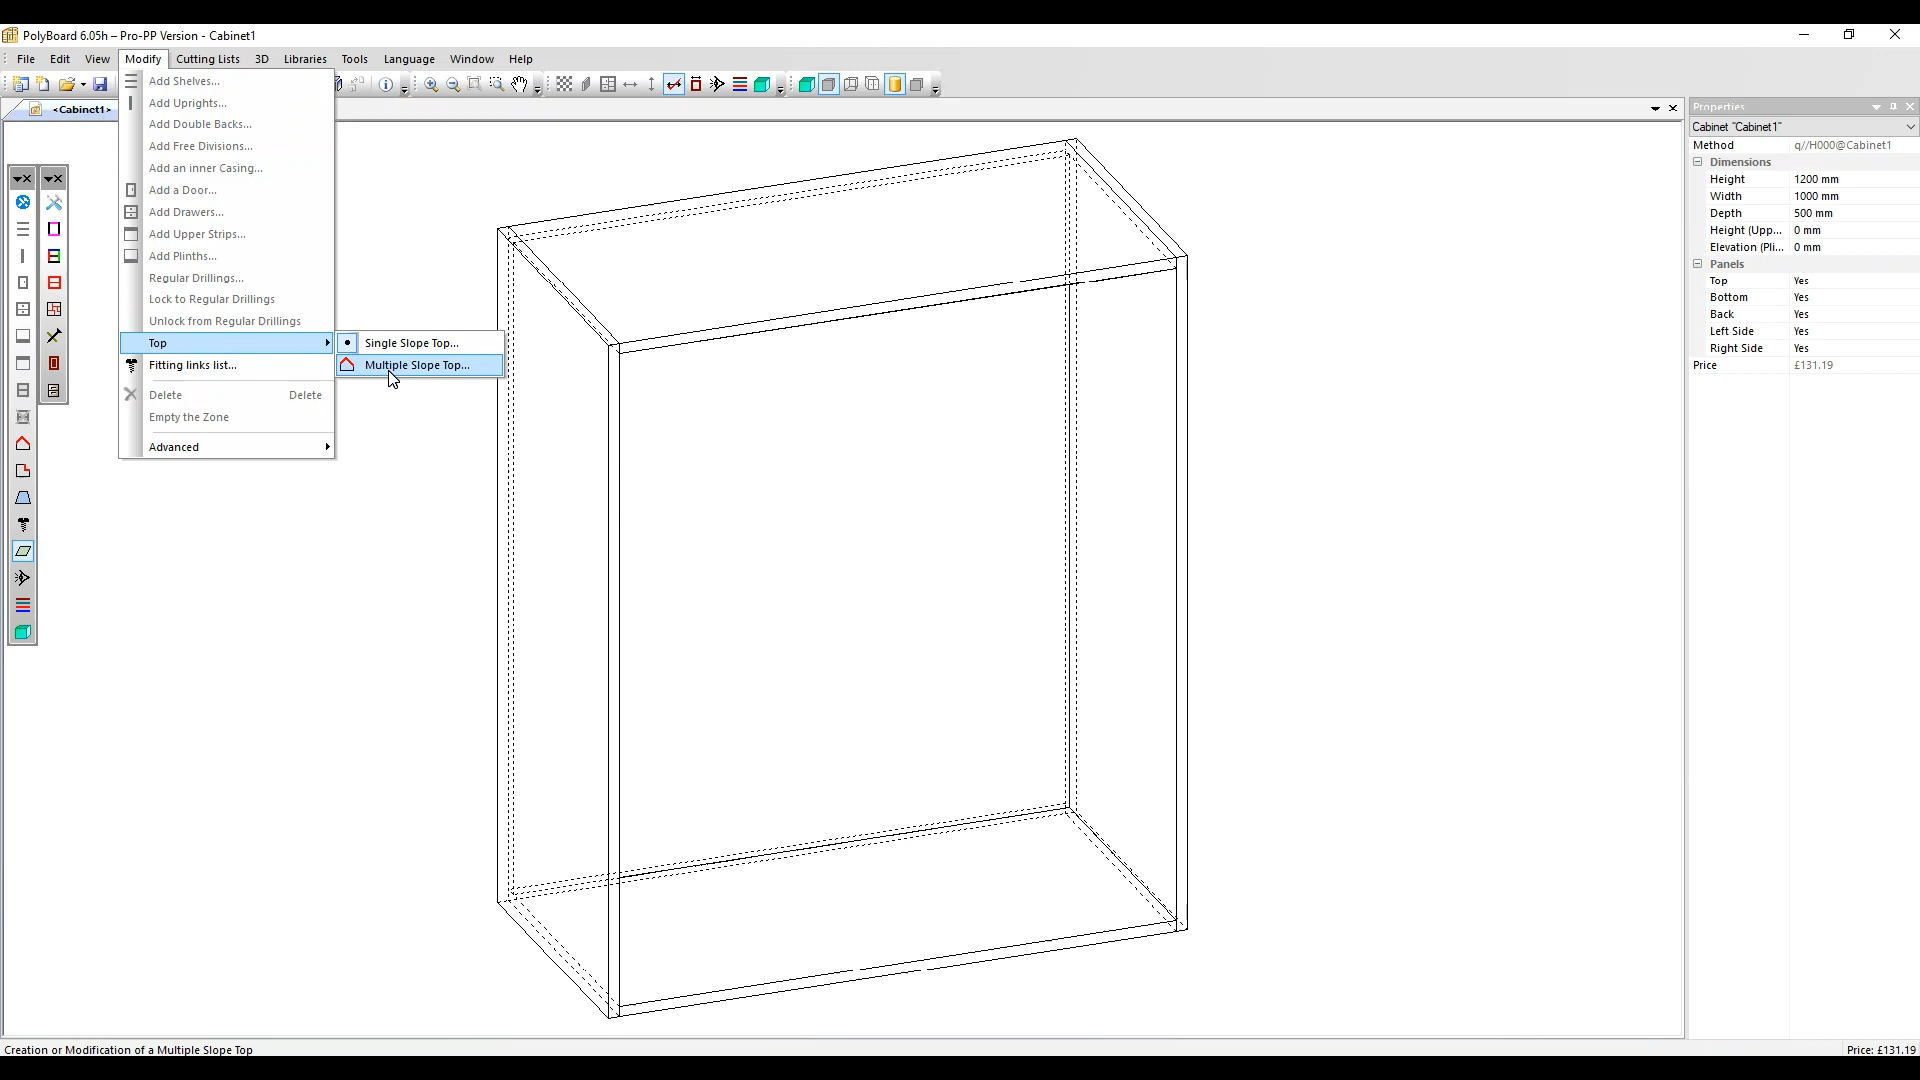 PolyBoard 6.05h – Pro-PP Version - Cabinet1
File Edit View Modify Cutting Lists 3D Libraries Tools Language Window Help
<Cabinet1>
Add Shelves...
Add Uprights...
Add Double Backs...
Add Free Divisions...
Add an inner Casing...
Add a Door...
Add Drawers...
Add Upper Strips...
Add Plinths...
Regular Drillings...
Lock to Regular Drillings
Unlock from Regular Drillings
Top
Fitting links list...
Delete Delete
Empty the Zone
Advanced
Single Slope Top...
Multiple Slope Top...
Properties
Cabinet "Cabinet1"
Method q//H000@Cabinet1
Dimensions
Height 1200 mm
Width 1000 mm
Depth 500 mm
Height (Upp... 0 mm
Elevation (Pli... 0 mm
Panels
Top Yes
Bottom Yes
Back Yes
Left Side Yes
Right Side Yes
Price £131.19
Creation or Modification of a Multiple Slope Top
Price: £131.19